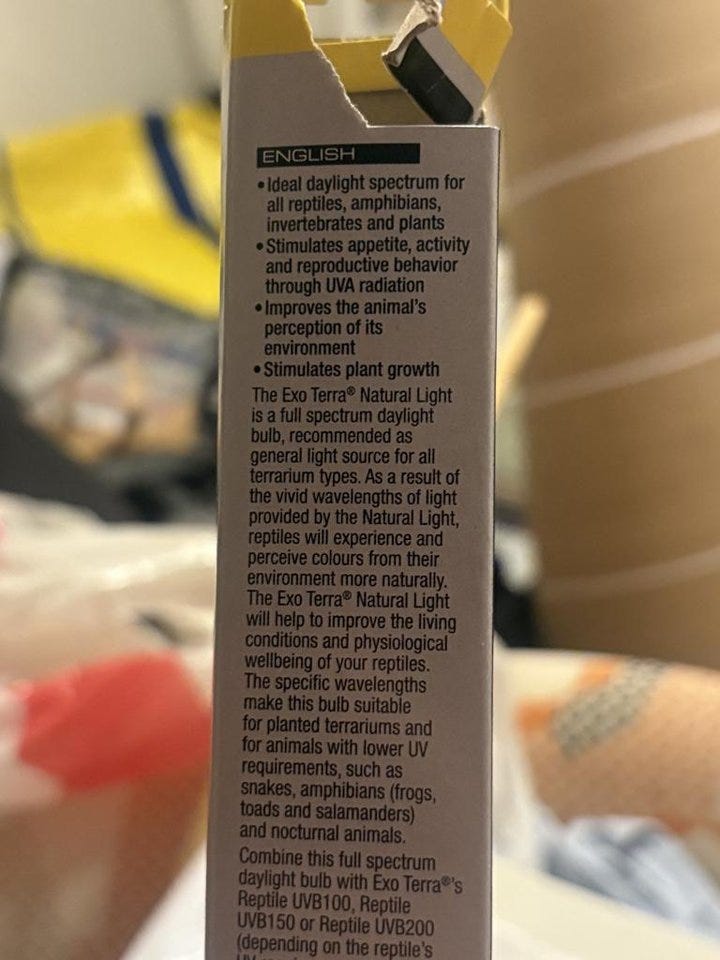 ENGLISH
• Ideal daylight spectrum for
all reptiles, amphibians,
invertebrates and plants
• Stimulates appetite, activity
and reproductive behavior
through UVA radiation
• Improves the animal's
perception of its
environment
• Stimulates plant growth
The Exo Terra® Natural Light
is a full spectrum daylight
bulb, recommended as
general light source for all
terrarium types. As a result of
the vivid wavelengths of light
provided by the Natural Light,
reptiles will experience and
perceive colours from their
environment more naturally.
The Exo Terra® Natural Light
will help to improve the living
conditions and physiological
wellbeing of your reptiles.
The specific wavelengths
make this bulb suitable
for planted terrariums and
for animals with lower UV
requirements, such as
snakes, amphibians (frogs,
toads and salamanders)
and nocturnal animals.
Combine this full spectrum
daylight bulb with Exo Terra®'s
Reptile UVB100, Reptile
UVB150 or Reptile UVB200
(depending on the reptile's